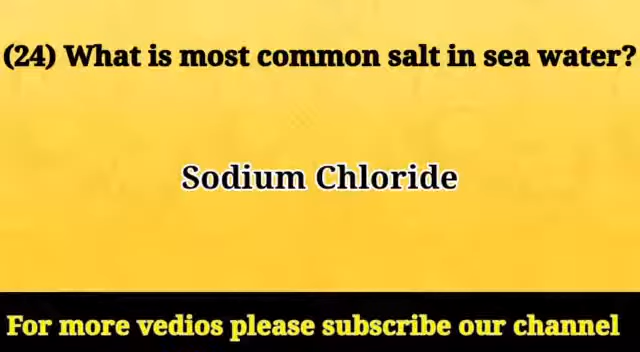 (24) What is most common salt in sea water?
Sodium Chloride
For more vedios please subscribe our channel